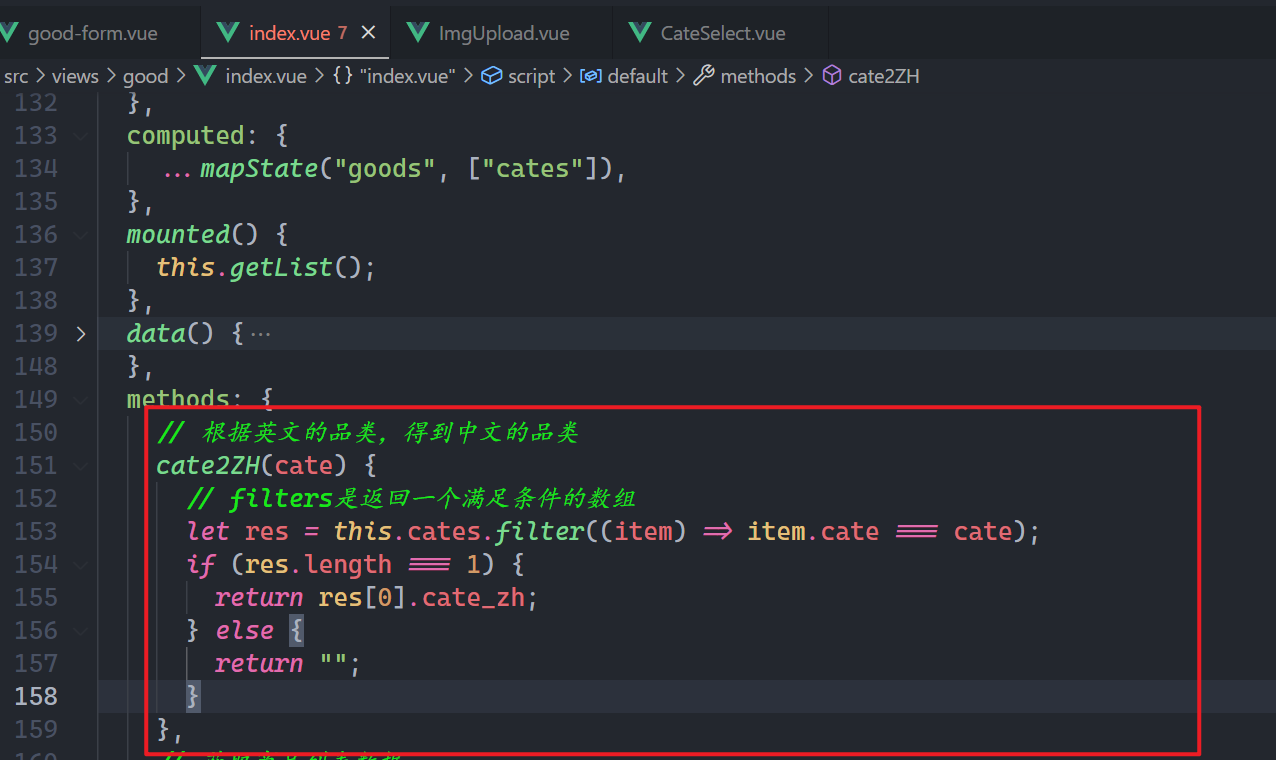 good-form.vue index.vue 7 × ImgUpload.vue CateSelect.vue
src > views > good > index.vue > {} "index.vue" > script > default > methods > cate2ZH
132 },
133 computed: {
134 ...mapState("goods", ["cates"]),
135 },
136 mounted() {
137 this.getList();
138 },
139 > data() { ···
148 },
149 methods: {
150 // 根据英文的品类，得到中文的品类
151 cate2ZH(cate) {
152 // filters是返回一个满足条件的数组
153 let res = this.cates.filter((item) => item.cate === cate);
154 if (res.length === 1) {
155 return res[0].cate_zh;
156 } else {
157 return "";
158 }
159 },